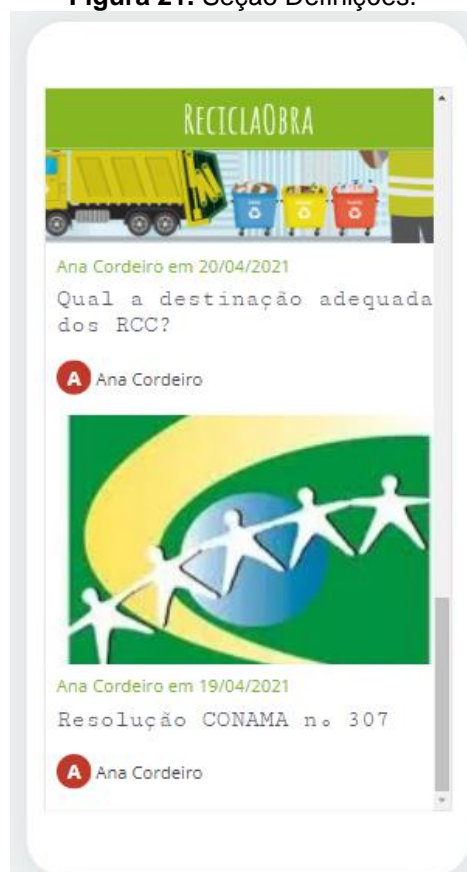 Figura 21. Seção Definições.
RECICLAOBRA
Ana Cordeiro em 20/04/2021
Qual a destinação adequada
dos RCC?
A Ana Cordeiro
Ana Cordeiro em 19/04/2021
Resolução CONAMA nº 307
A Ana Cordeiro